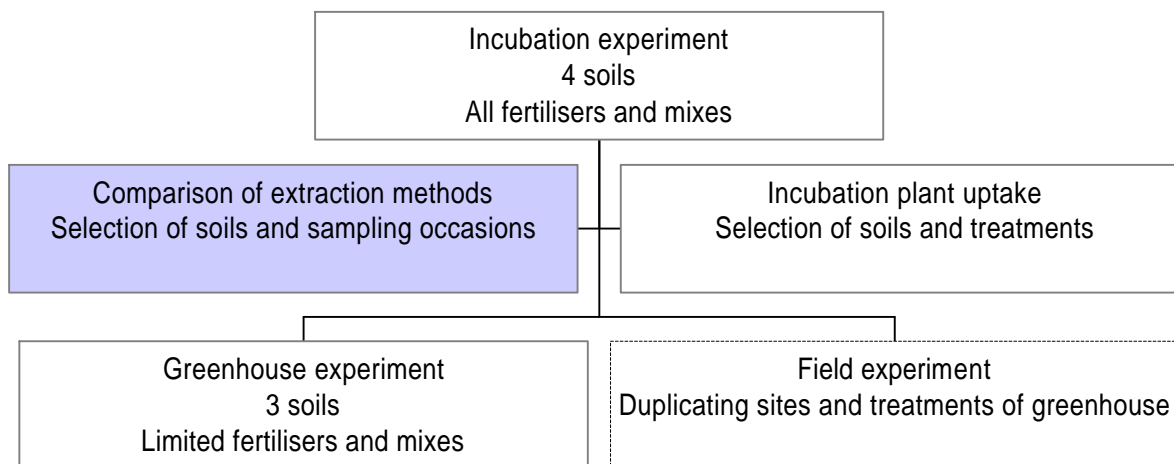 Incubation experiment
4 soils
All fertilisers and mixes
Comparison of extraction methods
Selection of soils and sampling occasions
Incubation plant uptake
Selection of soils and treatments
Greenhouse experiment
3 soils
Limited fertilisers and mixes
Field experiment
Duplicating sites and treatments of greenhouse